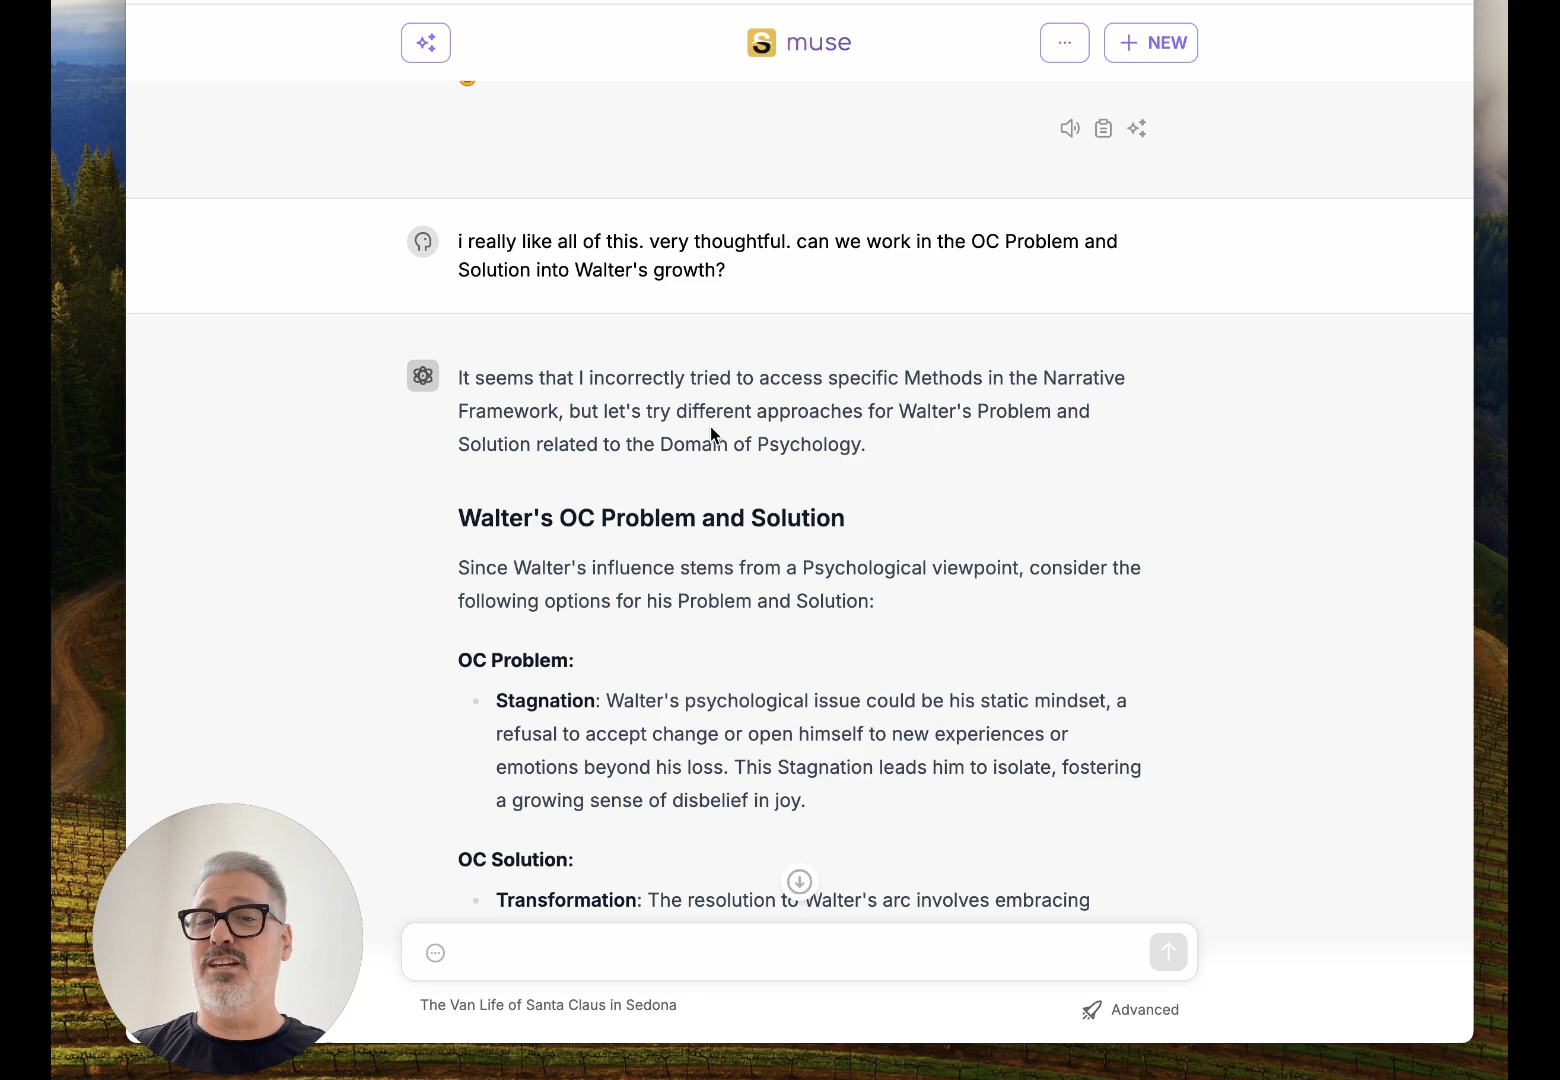 muse
...
+ NEW
i really like all of this. very thoughtful. can we work in the OC Problem and
Solution into Walter's growth?
It seems that I incorrectly tried to access specific Methods in the Narrative
Framework, but let's try different approaches for Walter's Problem and
Solution related to the Domain of Psychology.
Walter's OC Problem and Solution
Since Walter's influence stems from a Psychological viewpoint, consider the
following options for his Problem and Solution:
OC Problem:
• Stagnation: Walter's psychological issue could be his static mindset, a
refusal to accept change or open himself to new experiences or
emotions beyond his loss. This Stagnation leads him to isolate, fostering
a growing sense of disbelief in joy.
OC Solution:
• Transformation: The resolution to Walter's arc involves embracing
The Van Life of Santa Claus in Sedona
Advanced